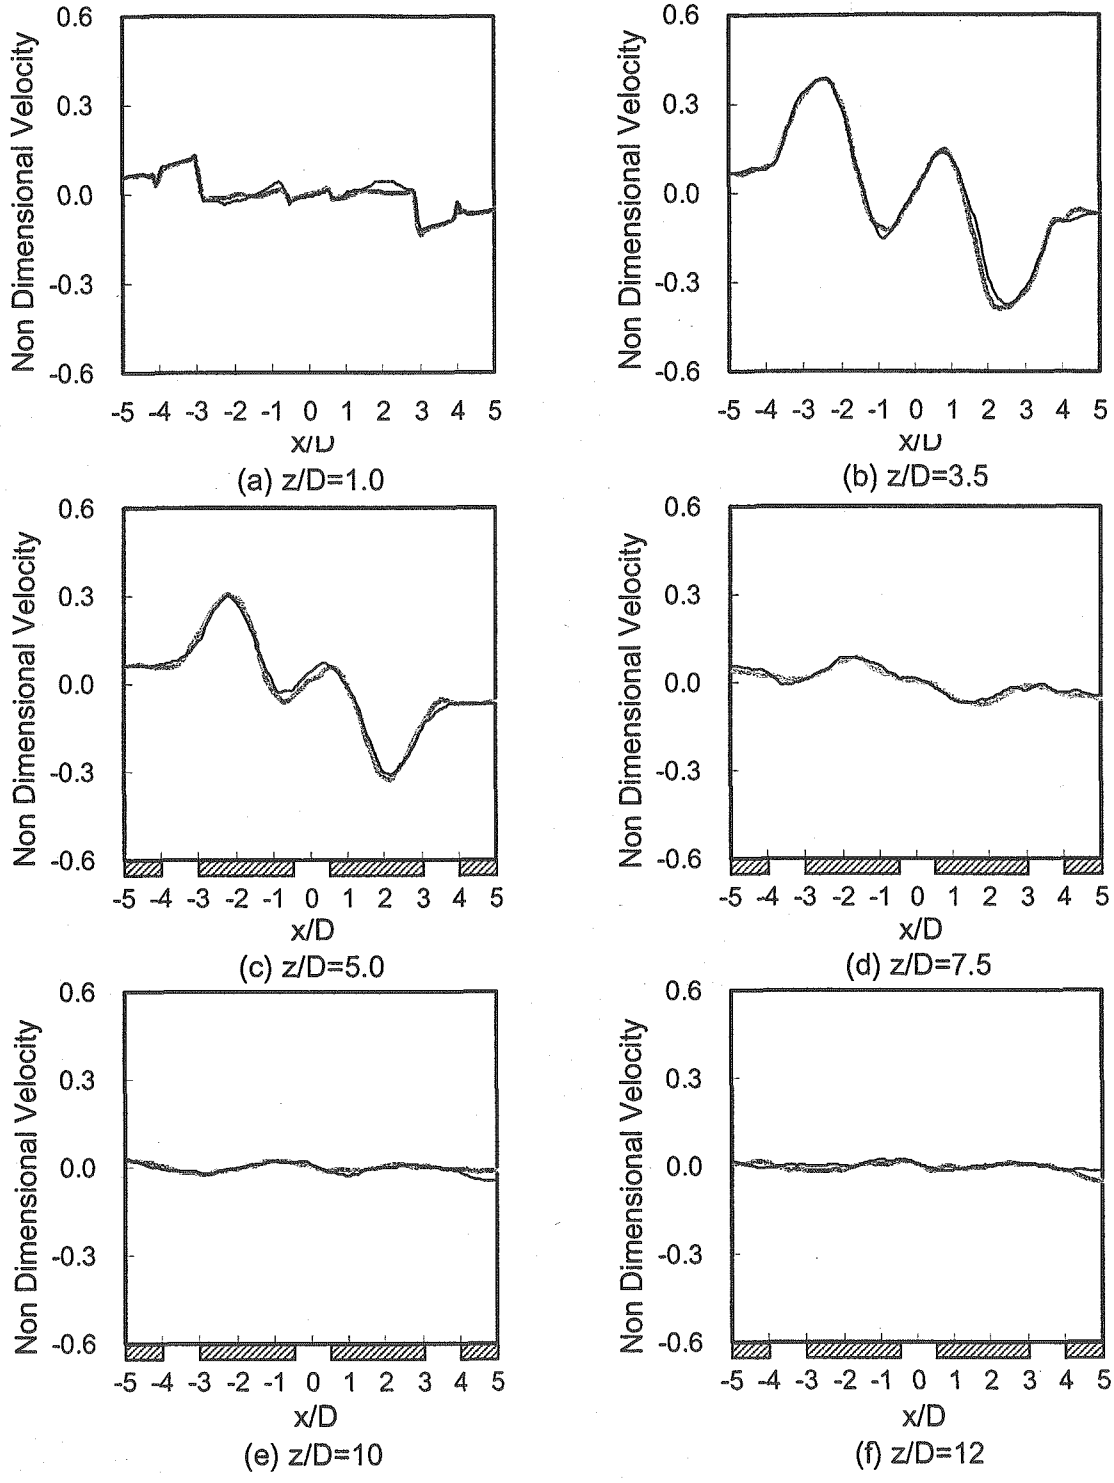 Non Dimensional Velocity
0.6
0.3
0.0
-0.3
-0.6
-5 -4 -3 -2 -1 0 1 2 3 4 5
x/D
(a) z/D=1.0
Non Dimensional Velocity
0.6
0.3
0.0
-0.3
-0.6
-5 -4 -3 -2 -1 0 1 2 3 4 5
x/D
(b) z/D=3.5
Non Dimensional Velocity
0.6
0.3
0.0
-0.3
-0.6
-5 -4 -3 -2 -1 0 1 2 3 4 5
x/D
(c) z/D=5.0
Non Dimensional Velocity
0.6
0.3
0.0
-0.3
-0.6
-5 -4 -3 -2 -1 0 1 2 3 4 5
x/D
(d) z/D=7.5
Non Dimensional Velocity
0.6
0.3
0.0
-0.3
-0.6
-5 -4 -3 -2 -1 0 1 2 3 4 5
x/D
(e) z/D=10
Non Dimensional Velocity
0.6
0.3
0.0
-0.3
-0.6
-5 -4 -3 -2 -1 0 1 2 3 4 5
x/D
(f) z/D=12